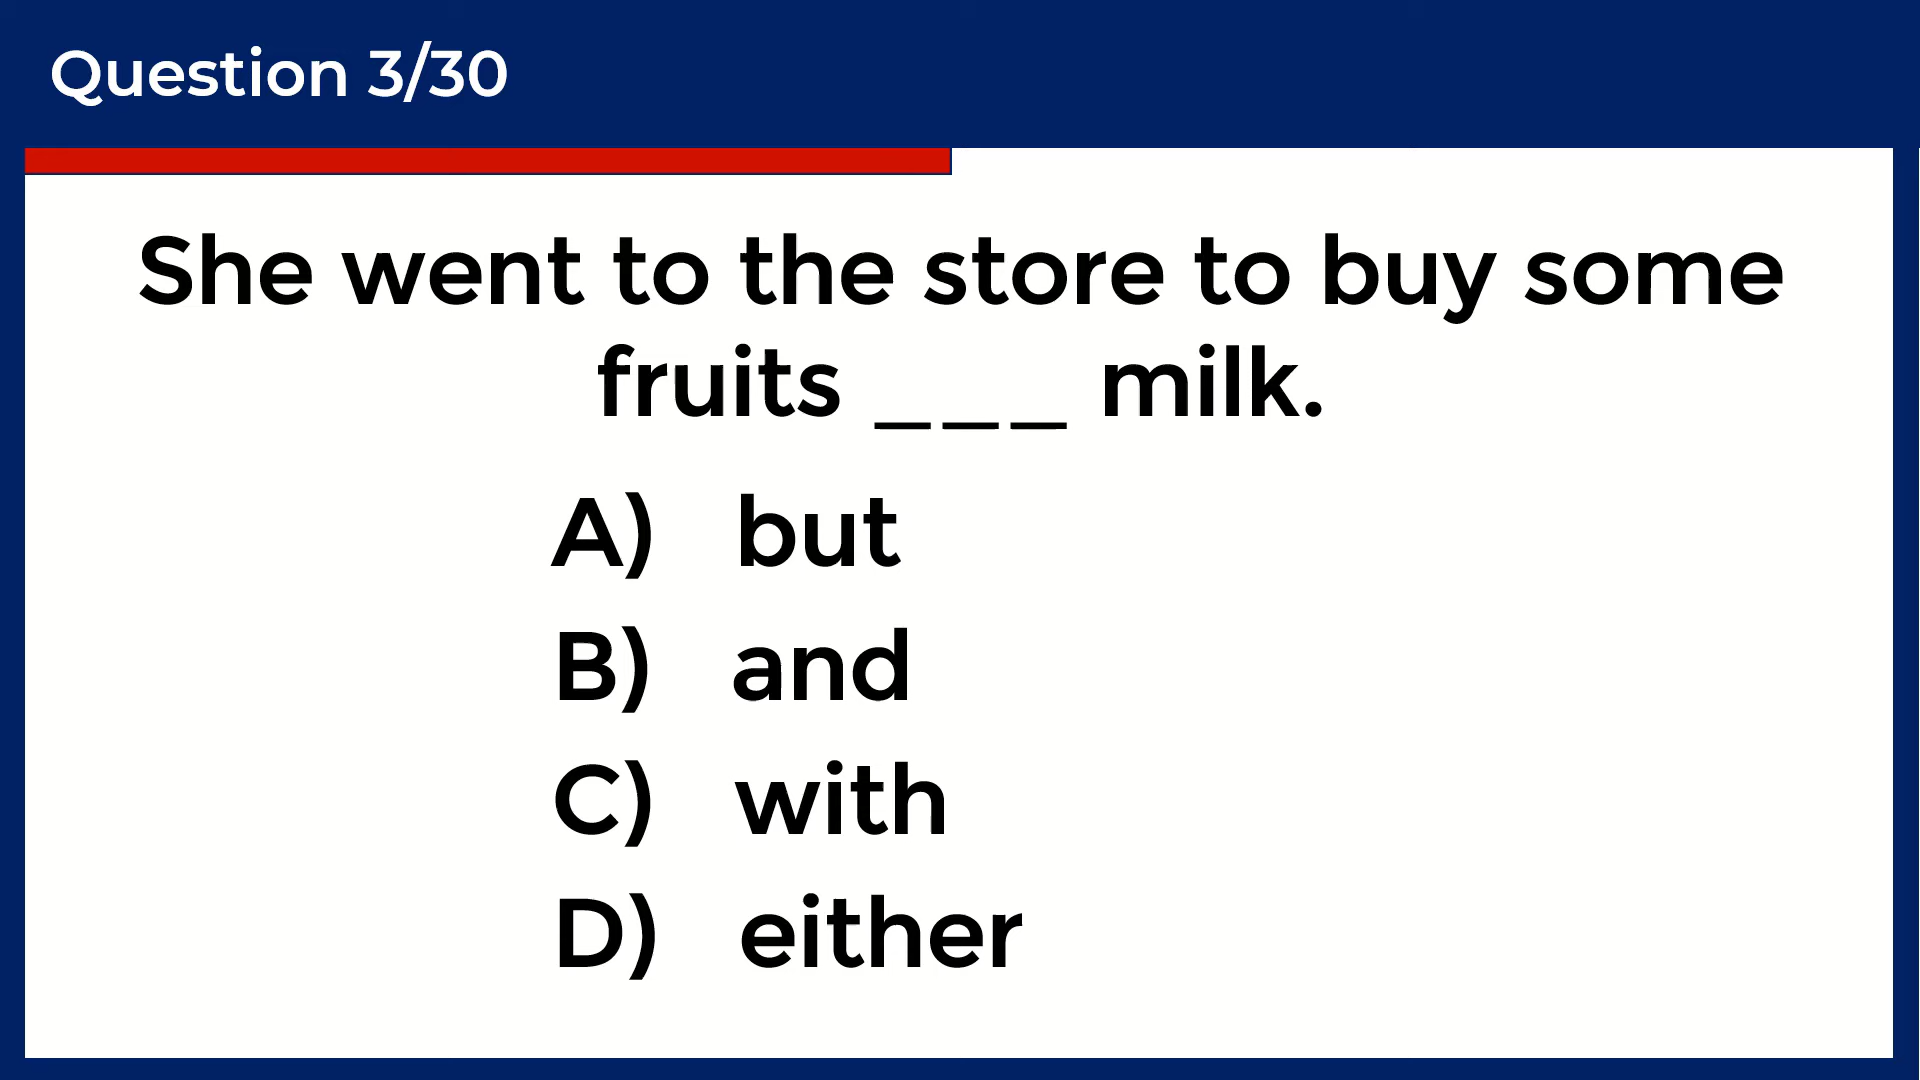 Question 3/30
She went to the store to buy some
fruits ___ milk.
A) but
B) and
C) with
D) either